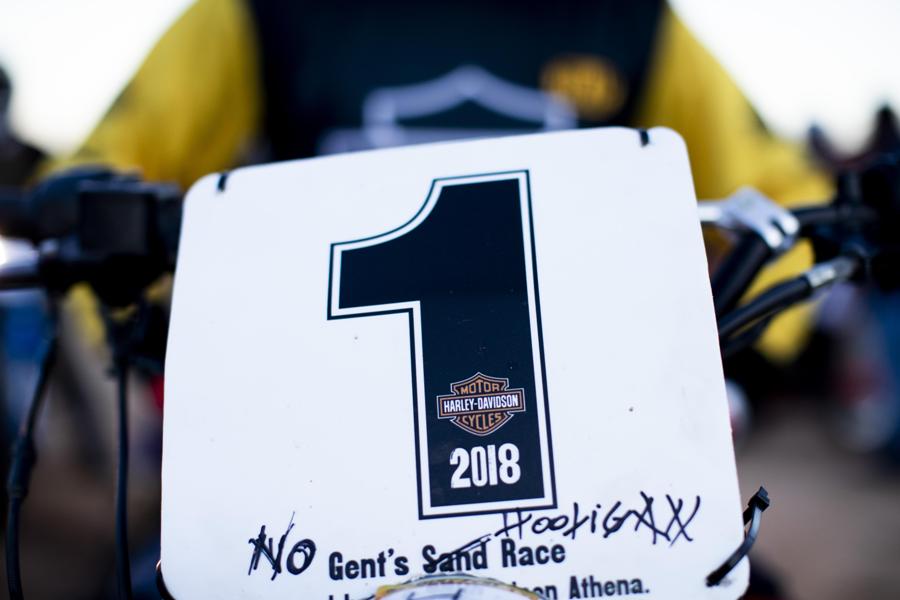 1
MOTOR
HARLEY-DAVIDSON
CYCLES
2018
HOOLiGAN
NO Gent's Sand Race
Athena.